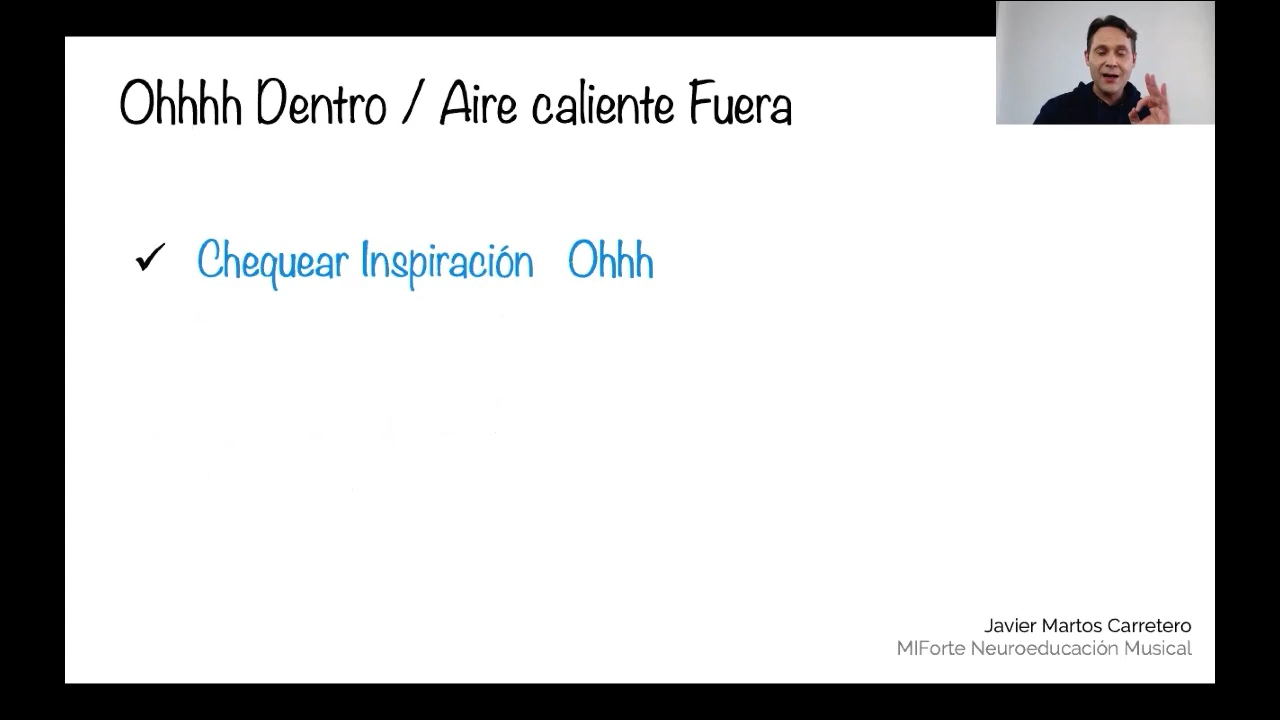 Ohhhh Dentro / Aire caliente Fuera
✓ Chequear Inspiración Ohhh
Javier Martos Carretero
MIForte Neuroeducación Musical